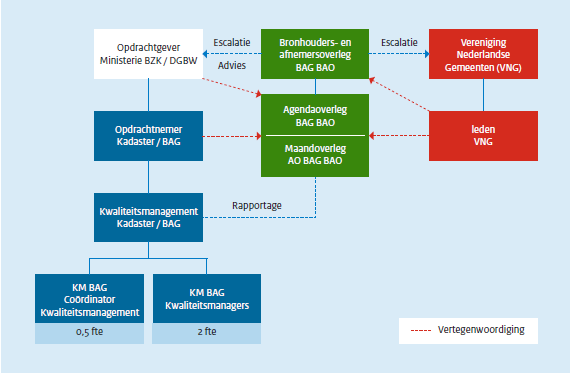 Opdrachtgever
Ministerie BZK / DGBW
Escalatie
Advies
Bronhouders- en
afnemersoverleg
BAG BAO
Escalatie
Vereniging
Nederlandse
Gemeenten (VNG)
Opdrachtnemer
Kadaster / BAG
Agendaoverleg
BAG BAO
Maandoverleg
AO BAG BAO
leden
VNG
Kwaliteitsmanagement
Kadaster / BAG
Rapportage
KM BAG
Coördinator
Kwaliteitsmanagement
0,5 fte
KM BAG
Kwaliteitsmanagers
2 fte
Vertegenwoordiging